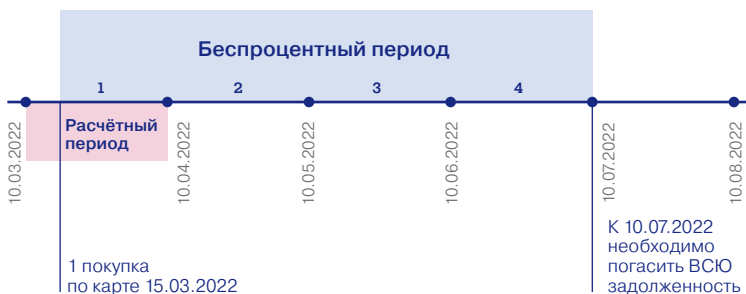 Беспроцентный период
1 2 3 4
Расчётный
период
10.03.2022
10.04.2022
10.05.2022
10.06.2022
10.07.2022
10.08.2022
1 покупка
по карте 15.03.2022
К 10.07.2022
необходимо
погасить ВСЮ
задолженность